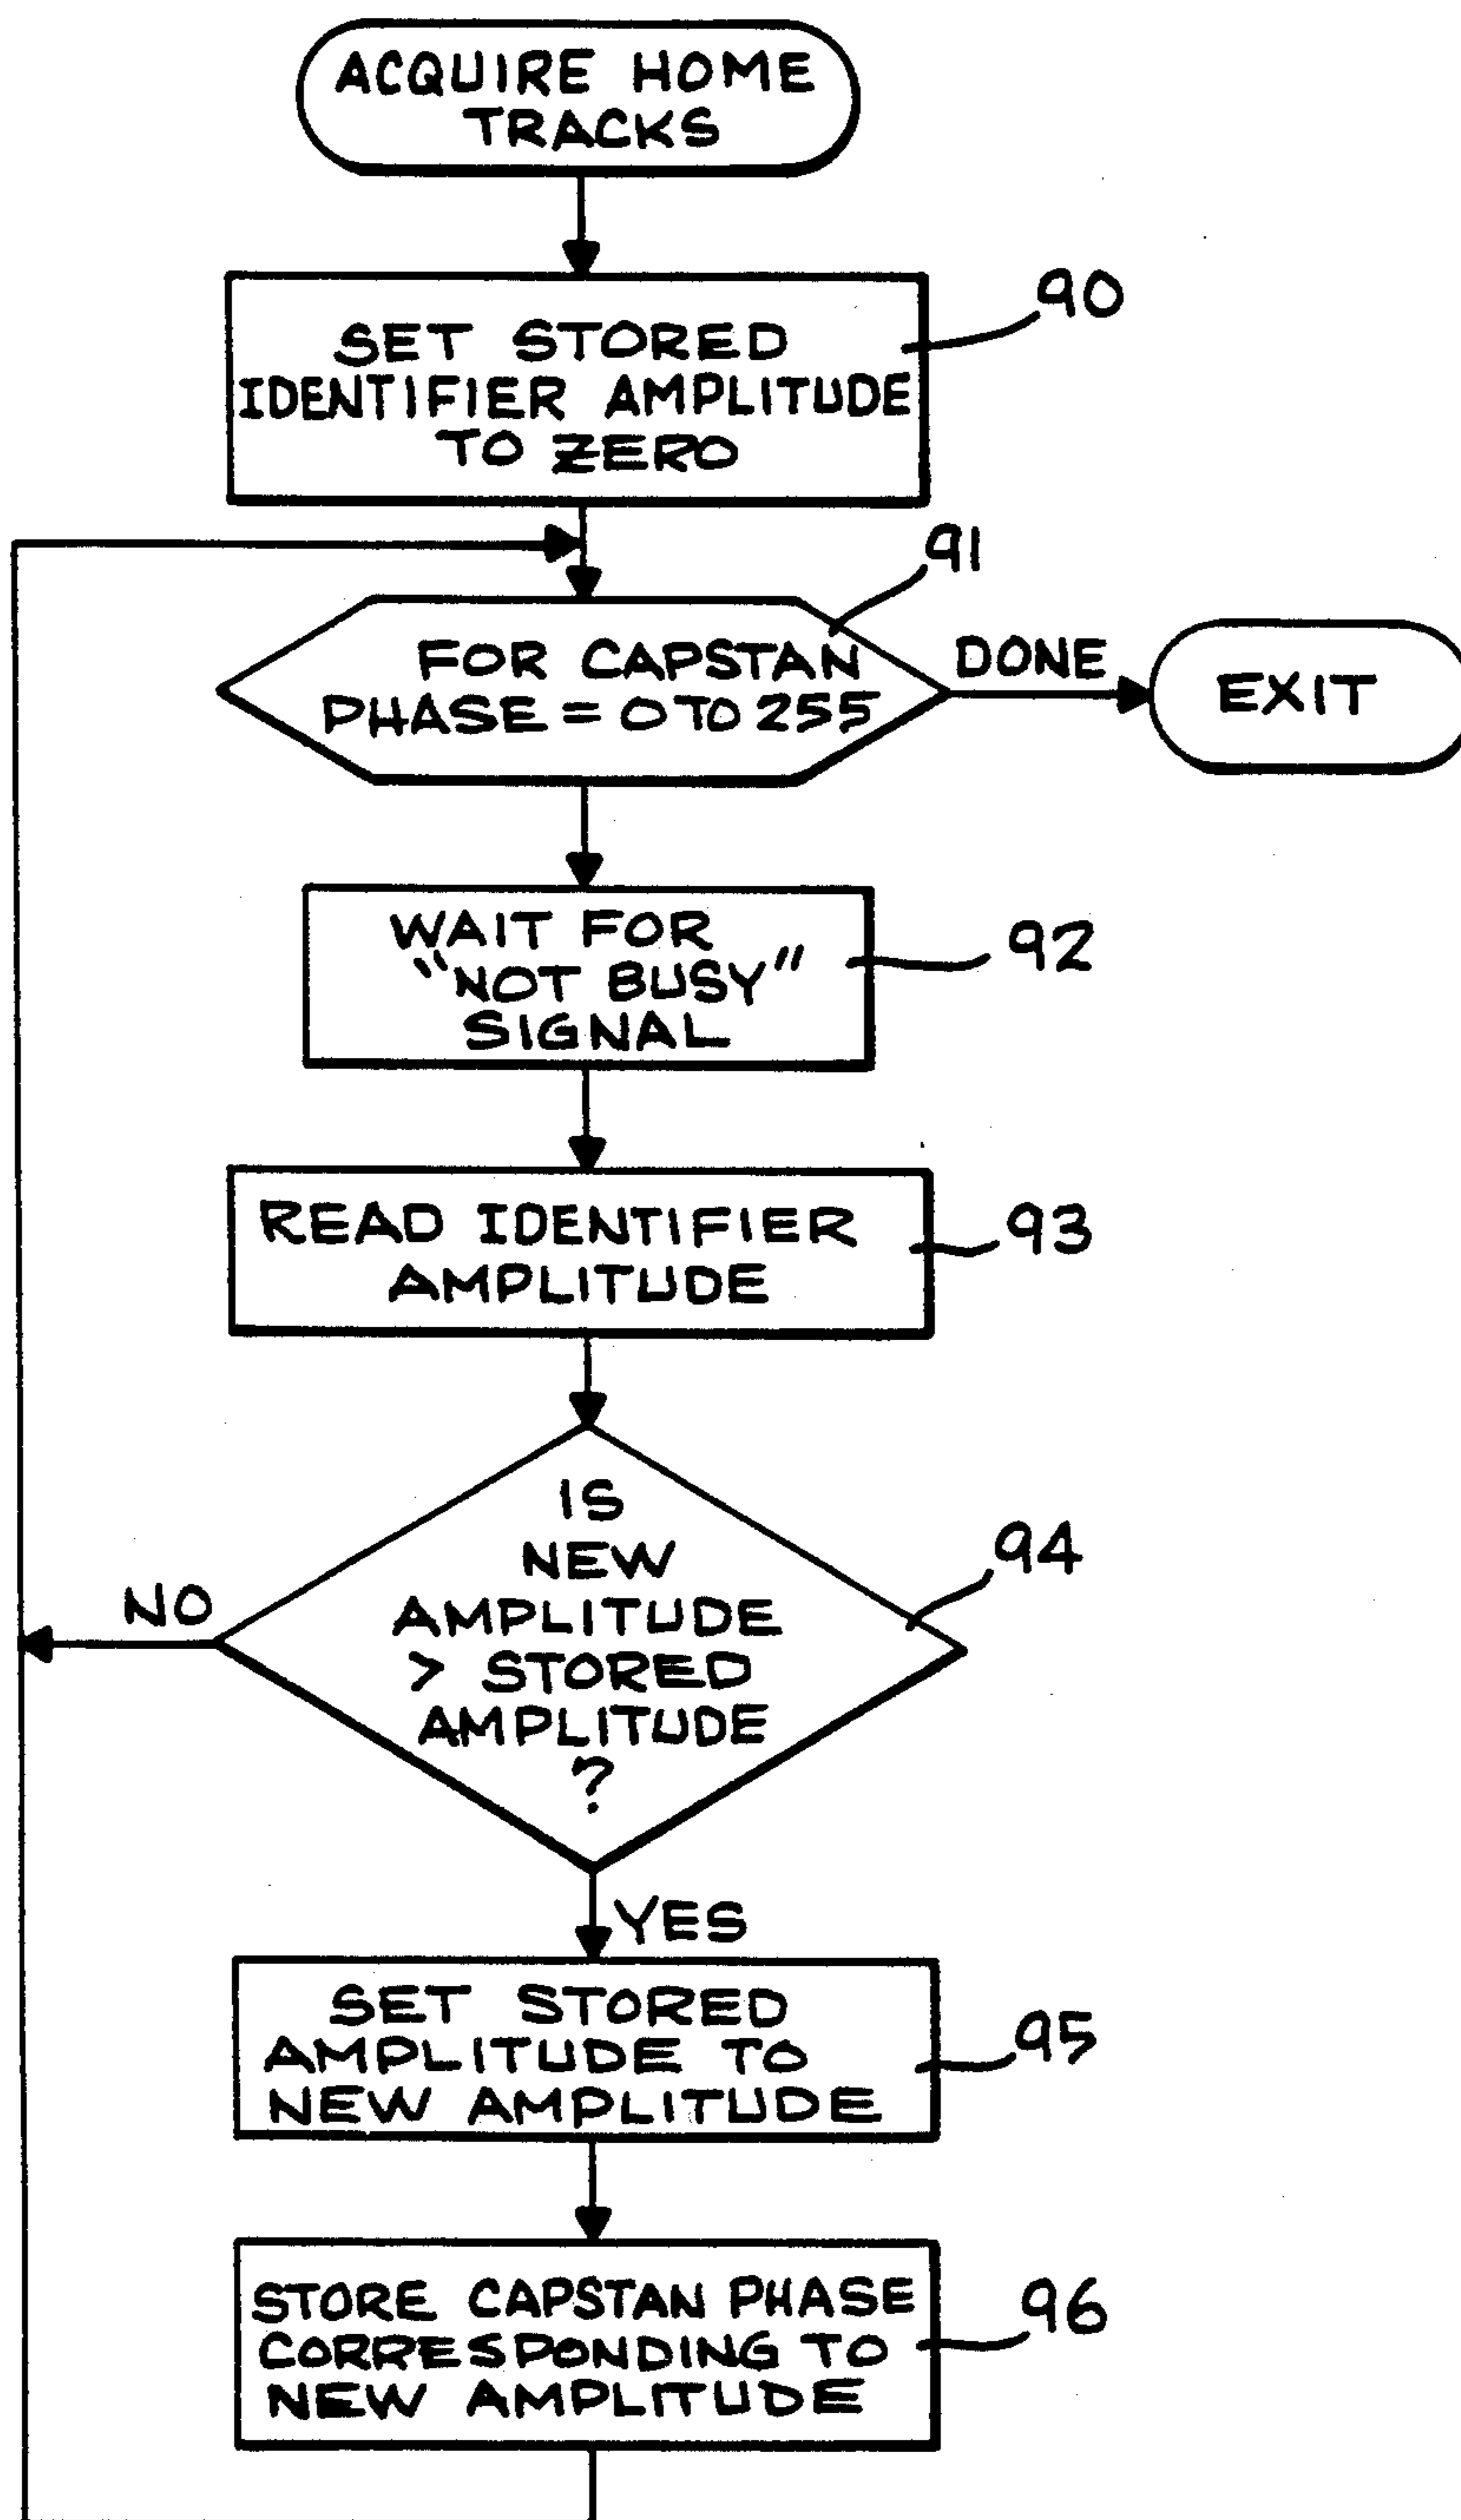 ACQUIRE HOME
TRACKS
90
SET STORED
IDENTIFIER AMPLITUDE
TO ZERO
91
FOR CAPSTAN
PHASE = 0 TO 255
DONE
EXIT
WAIT FOR
"NOT BUSY"
SIGNAL
92
READ IDENTIFIER
AMPLITUDE
93
IS
NEW
AMPLITUDE
> STORED
AMPLITUDE
?
94
NO
YES
SET STORED
AMPLITUDE TO
NEW AMPLITUDE
95
STORE CAPSTAN PHASE
CORRESPONDING TO
NEW AMPLITUDE
96